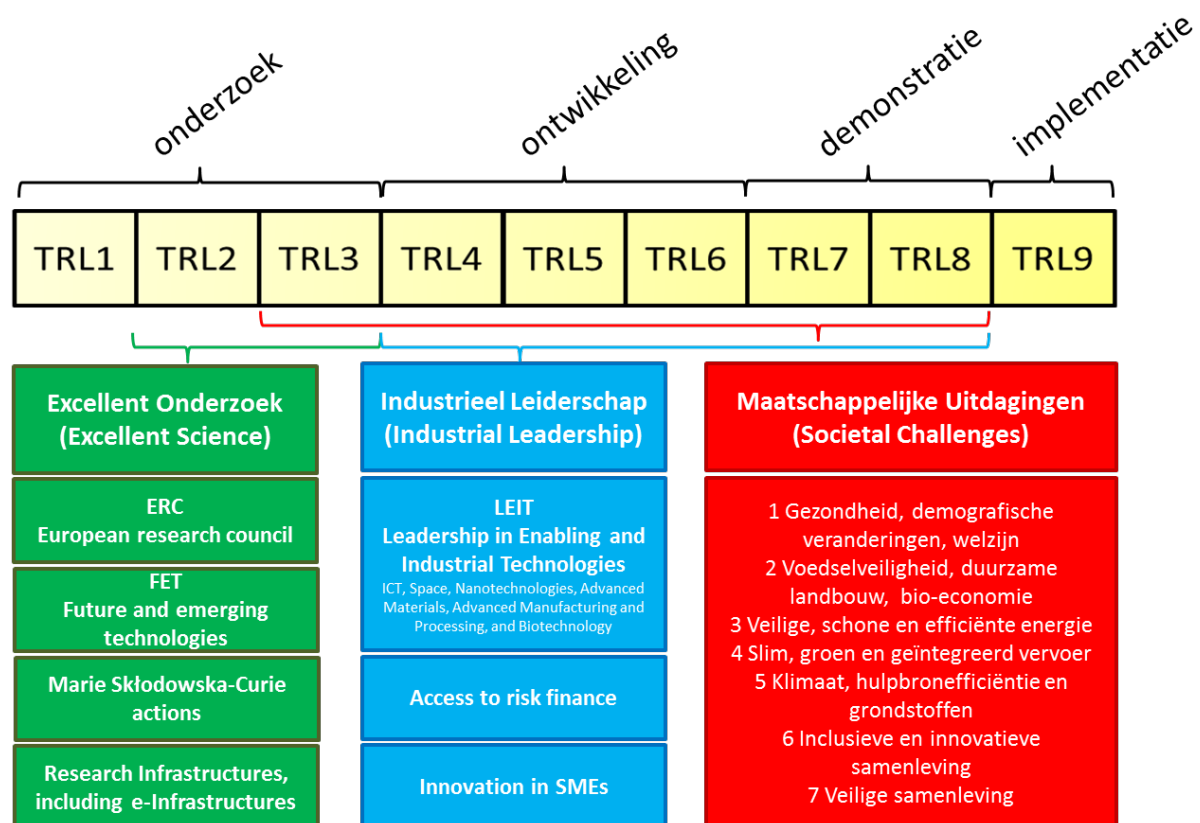 onderzoek
ontwikkeling
demonstratie
implementatie
TRL1
TRL2
TRL3
TRL4
TRL5
TRL6
TRL7
TRL8
TRL9
Excellent Onderzoek
(Excellent Science)
ERC
European research council
FET
Future and emerging
technologies
Marie Skłodowska-Curie
actions
Research Infrastructures,
including e-Infrastructures
Industrieel Leiderschap
(Industrial Leadership)
LEIT
Leadership in Enabling and
Industrial Technologies
ICT, Space, Nanotechnologies, Advanced
Materials, Advanced Manufacturing and
Processing, and Biotechnology
Access to risk finance
Innovation in SMEs
Maatschappelijke Uitdagingen
(Societal Challenges)
1 Gezondheid, demografische
veranderingen, welzijn
2 Voedselveiligheid, duurzame
landbouw, bio-economie
3 Veilige, schone en efficiënte energie
4 Slim, groen en geïntegreerd vervoer
5 Klimaat, hulpbronefficiëntie en
grondstoffen
6 Inclusieve en innovatieve
samenleving
7 Veilige samenleving